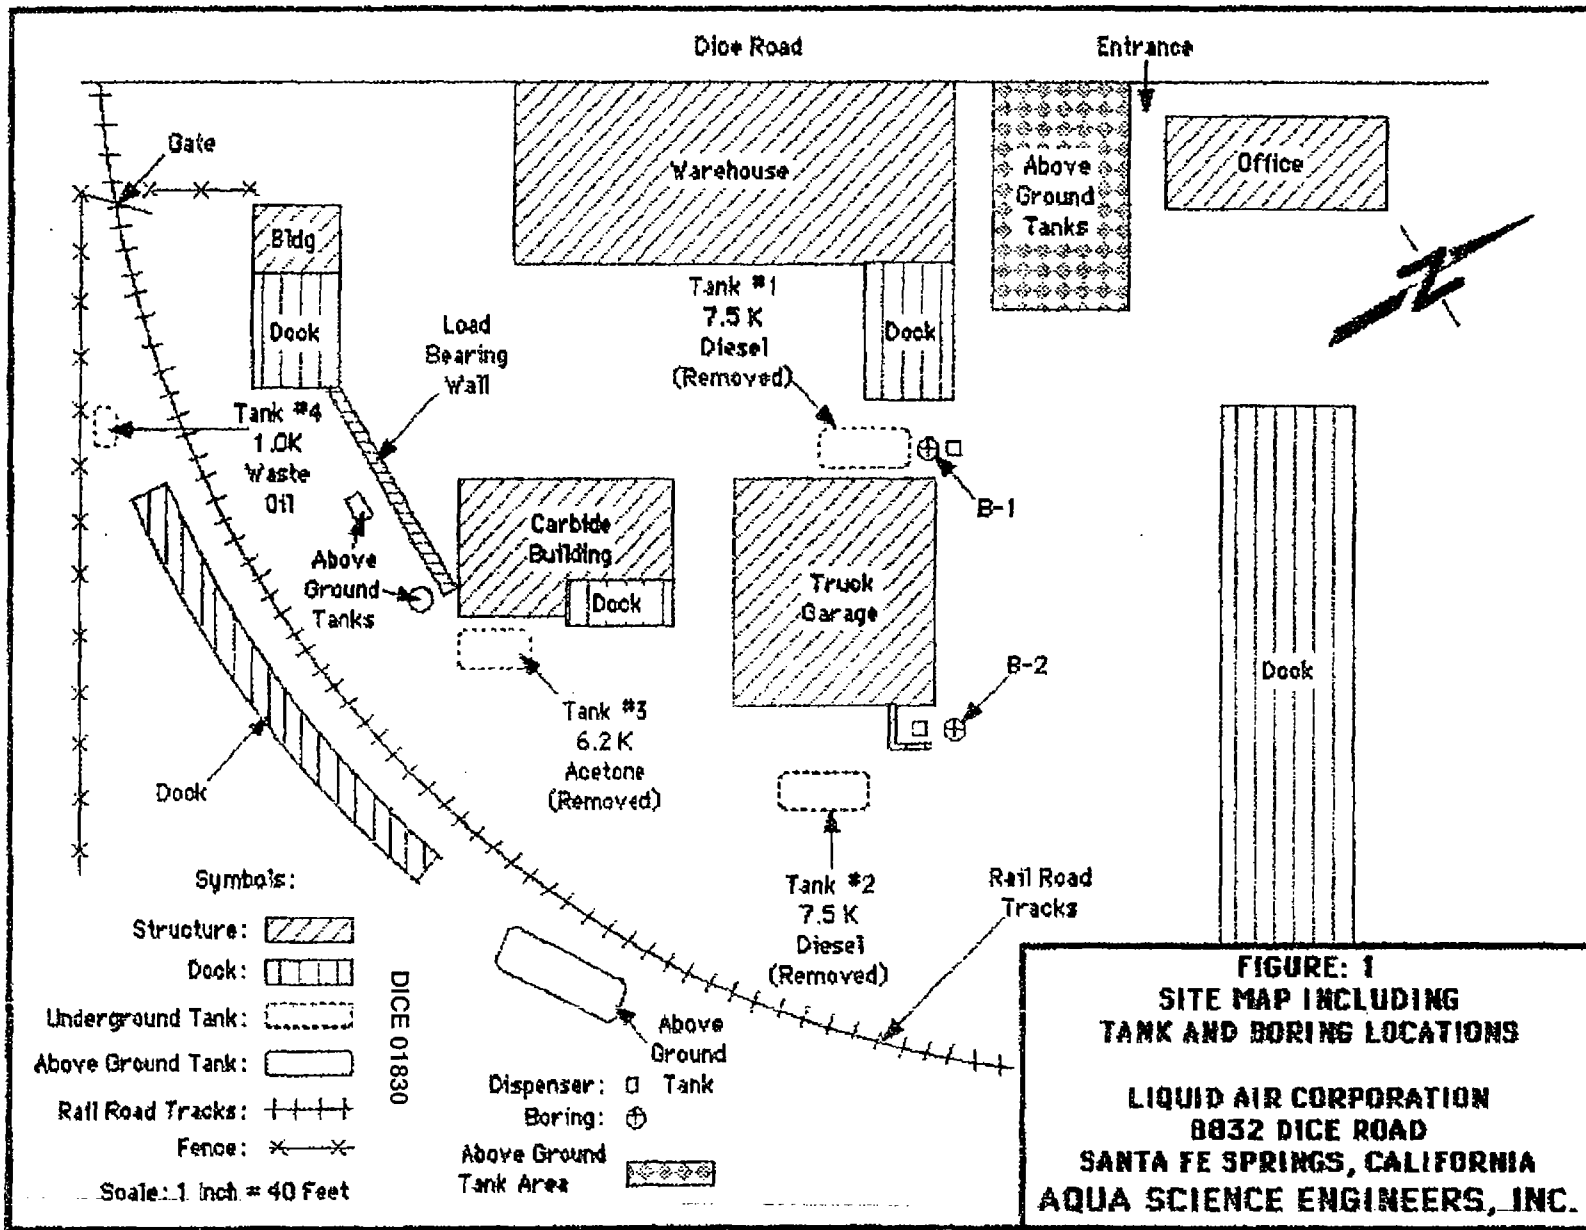 Dice Road
Entrance
Gate
Warehouse
Above
Ground
Tanks
Office
Bldg
Dock
Load
Bearing
Wall
Tank #1
7.5 K
Diesel
(Removed)
Dock
Tank #4
1.0K
Waste
Oil
B-1
Carbide
Building
Dock
Above
Ground
Tanks
Truck
Garage
Dock
B-2
Tank #3
6.2 K
Acetone
(Removed)
Dock
Tank #2
7.5 K
Diesel
(Removed)
Rail Road
Tracks
Above
Ground
Tank
Symbols:
Structure:
Dock:
Underground Tank:
Above Ground Tank:
Rail Road Tracks:
Fence:
Scale: 1 inch = 40 Feet
DICE 01830
Dispenser:
Boring:
Above Ground
Tank Area
FIGURE: 1
SITE MAP INCLUDING
TANK AND BORING LOCATIONS
LIQUID AIR CORPORATION
8832 DICE ROAD
SANTA FE SPRINGS, CALIFORNIA
AQUA SCIENCE ENGINEERS, INC.